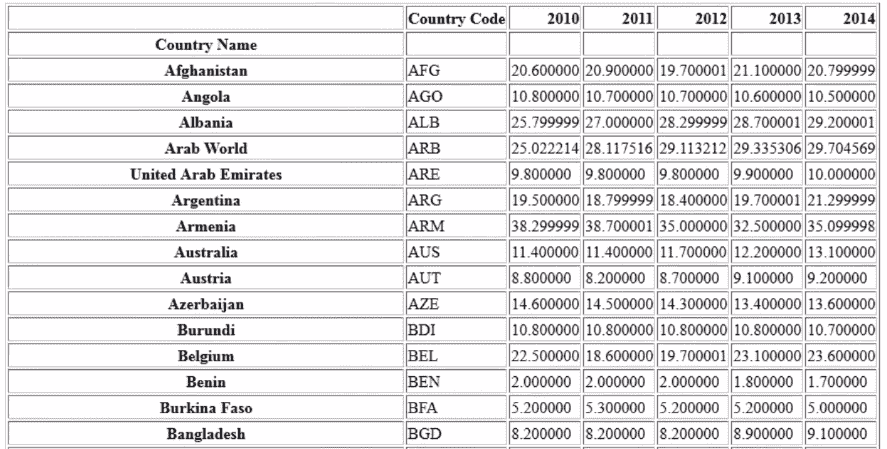 Country Code 2010 2011 2012 2013 2014
Country Name
Afghanistan AFG 20.600000 20.900000 19.700001 21.100000 20.799999
Angola AGO 10.800000 10.700000 10.700000 10.600000 10.500000
Albania ALB 25.799999 27.000000 28.299999 28.700001 29.200001
Arab World ARB 25.022214 28.117516 29.113212 29.335306 29.704569
United Arab Emirates ARE 9.800000 9.800000 9.800000 9.900000 10.000000
Argentina ARG 19.500000 18.799999 18.400000 19.700001 21.299999
Armenia ARM 38.299999 38.700001 35.000000 32.500000 35.099998
Australia AUS 11.400000 11.400000 11.700000 12.200000 13.100000
Austria AUT 8.800000 8.200000 8.700000 9.100000 9.200000
Azerbaijan AZE 14.600000 14.500000 14.300000 13.400000 13.600000
Burundi BDI 10.800000 10.800000 10.800000 10.800000 10.700000
Belgium BEL 22.500000 18.600000 19.700001 23.100000 23.600000
Benin BEN 2.000000 2.000000 2.000000 1.800000 1.700000
Burkina Faso BFA 5.200000 5.300000 5.200000 5.200000 5.000000
Bangladesh BGD 8.200000 8.200000 8.200000 8.900000 9.100000